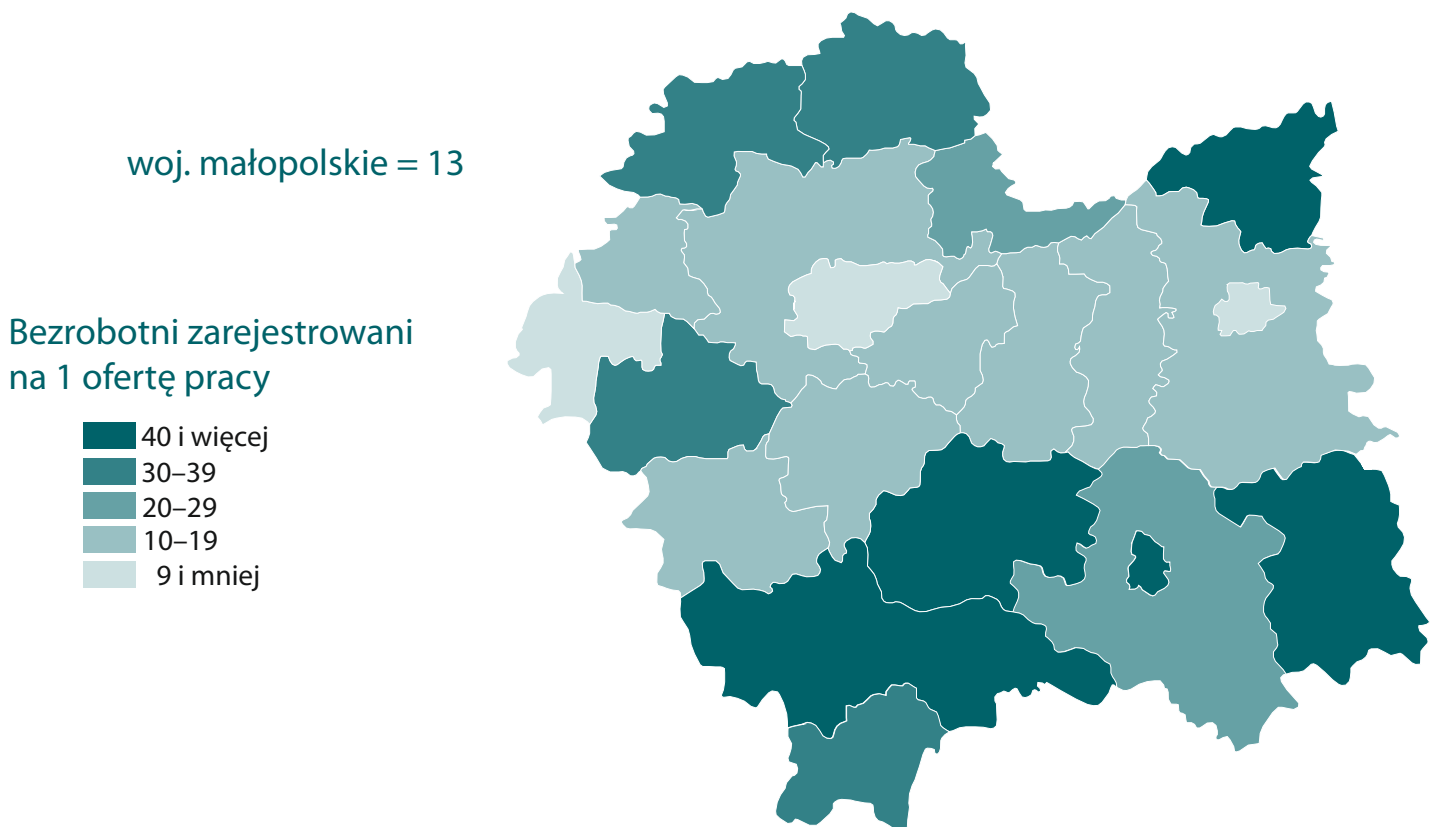 woj. małopolskie = 13
Bezrobotni zarejestrowani
na 1 ofertę pracy
40 i więcej
30–39
20–29
10–19
9 i mniej